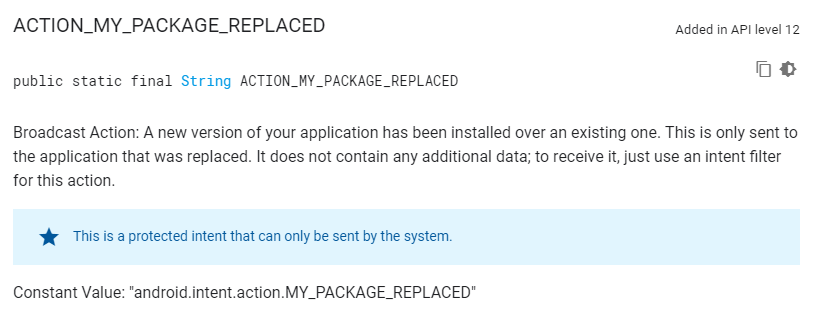 ACTION_MY_PACKAGE_REPLACED
Added in API level 12
public static final String ACTION_MY_PACKAGE_REPLACED
Broadcast Action: A new version of your application has been installed over an existing one. This is only sent to
the application that was replaced. It does not contain any additional data; to receive it, just use an intent filter
for this action.
This is a protected intent that can only be sent by the system.
Constant Value: "android.intent.action.MY_PACKAGE_REPLACED"